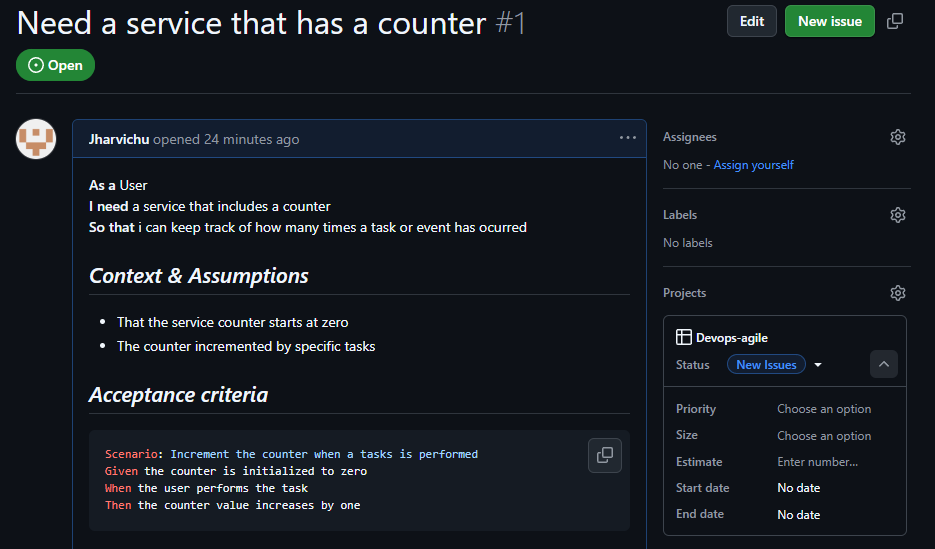 Need a service that has a counter #1
Edit
New issue
Open
Jharvichu opened 24 minutes ago
As a User
I need a service that includes a counter
So that i can keep track of how many times a task or event has ocurred
Context & Assumptions
• That the service counter starts at zero
• The counter incremented by specific tasks
Acceptance criteria
Scenario: Increment the counter when a tasks is performed
Given the counter is initialized to zero
When the user performs the task
Then the counter value increases by one
Assignees
No one - Assign yourself
Labels
No labels
Projects
Devops-agile
Status New Issues
Priority Choose an option
Size Choose an option
Estimate Enter number...
Start date No date
End date No date